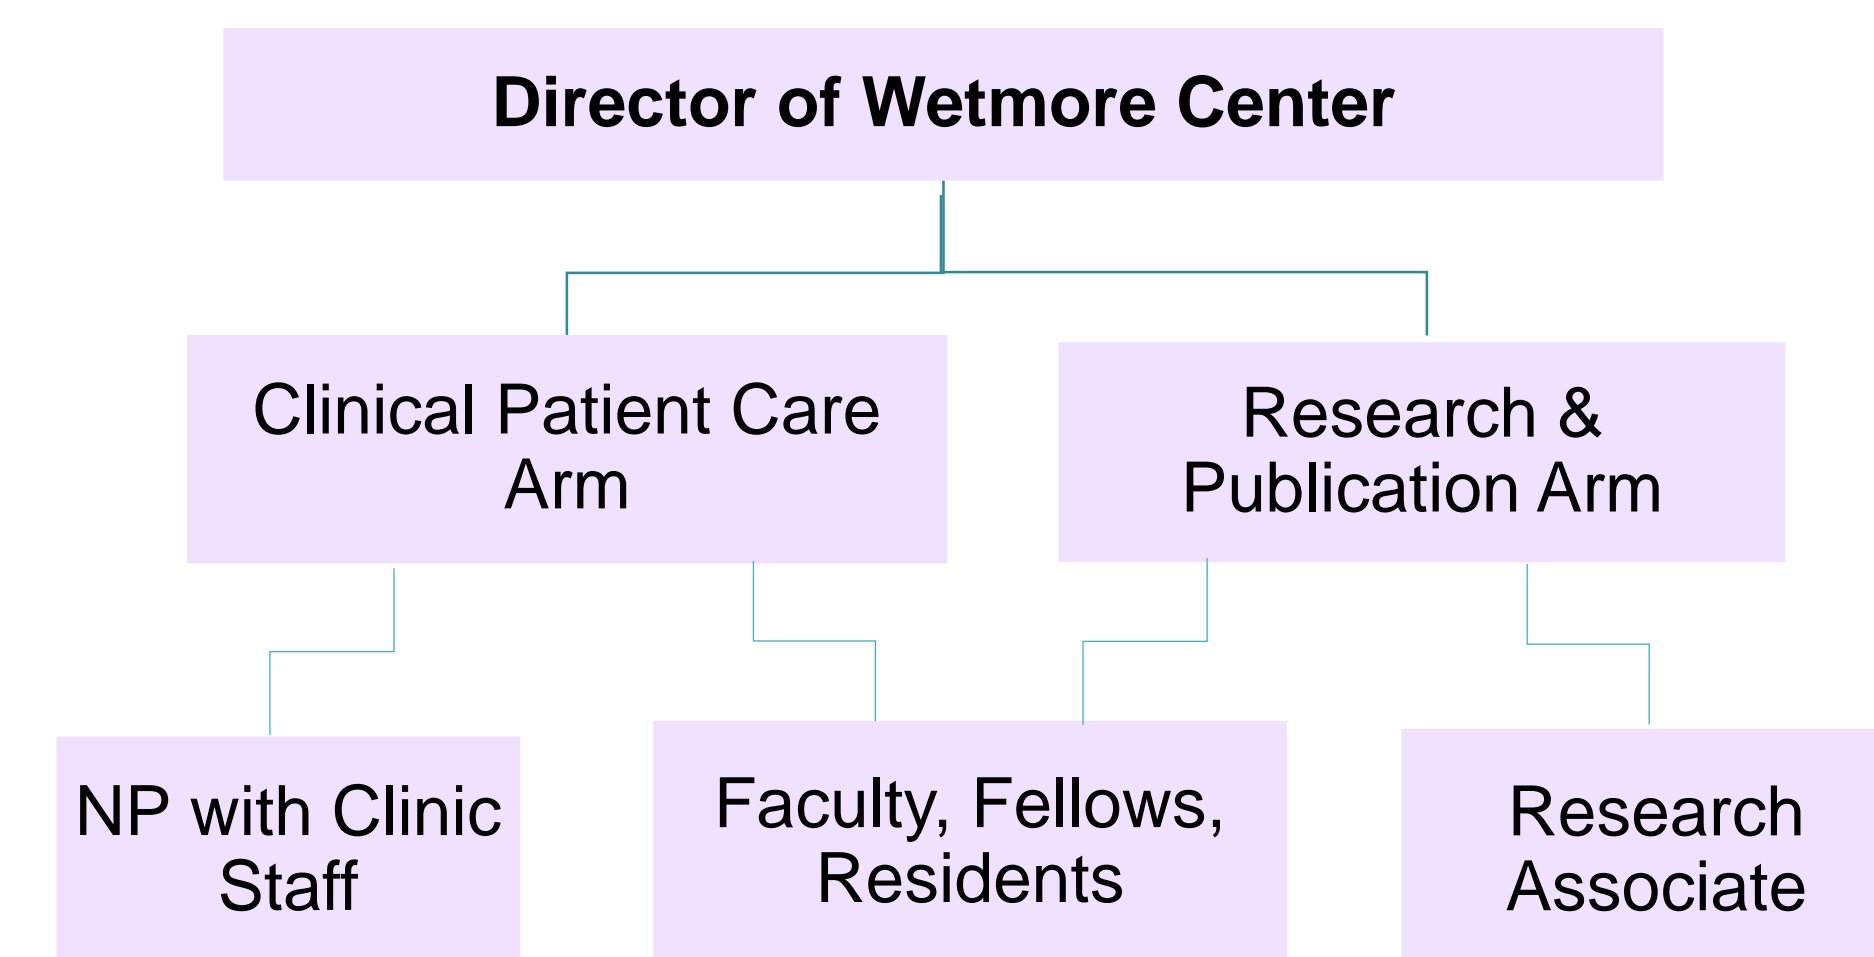 Director of Wetmore Center
Clinical Patient Care
Arm
Research &
Publication Arm
NP with Clinic
Staff
Faculty, Fellows,
Residents
Research
Associate